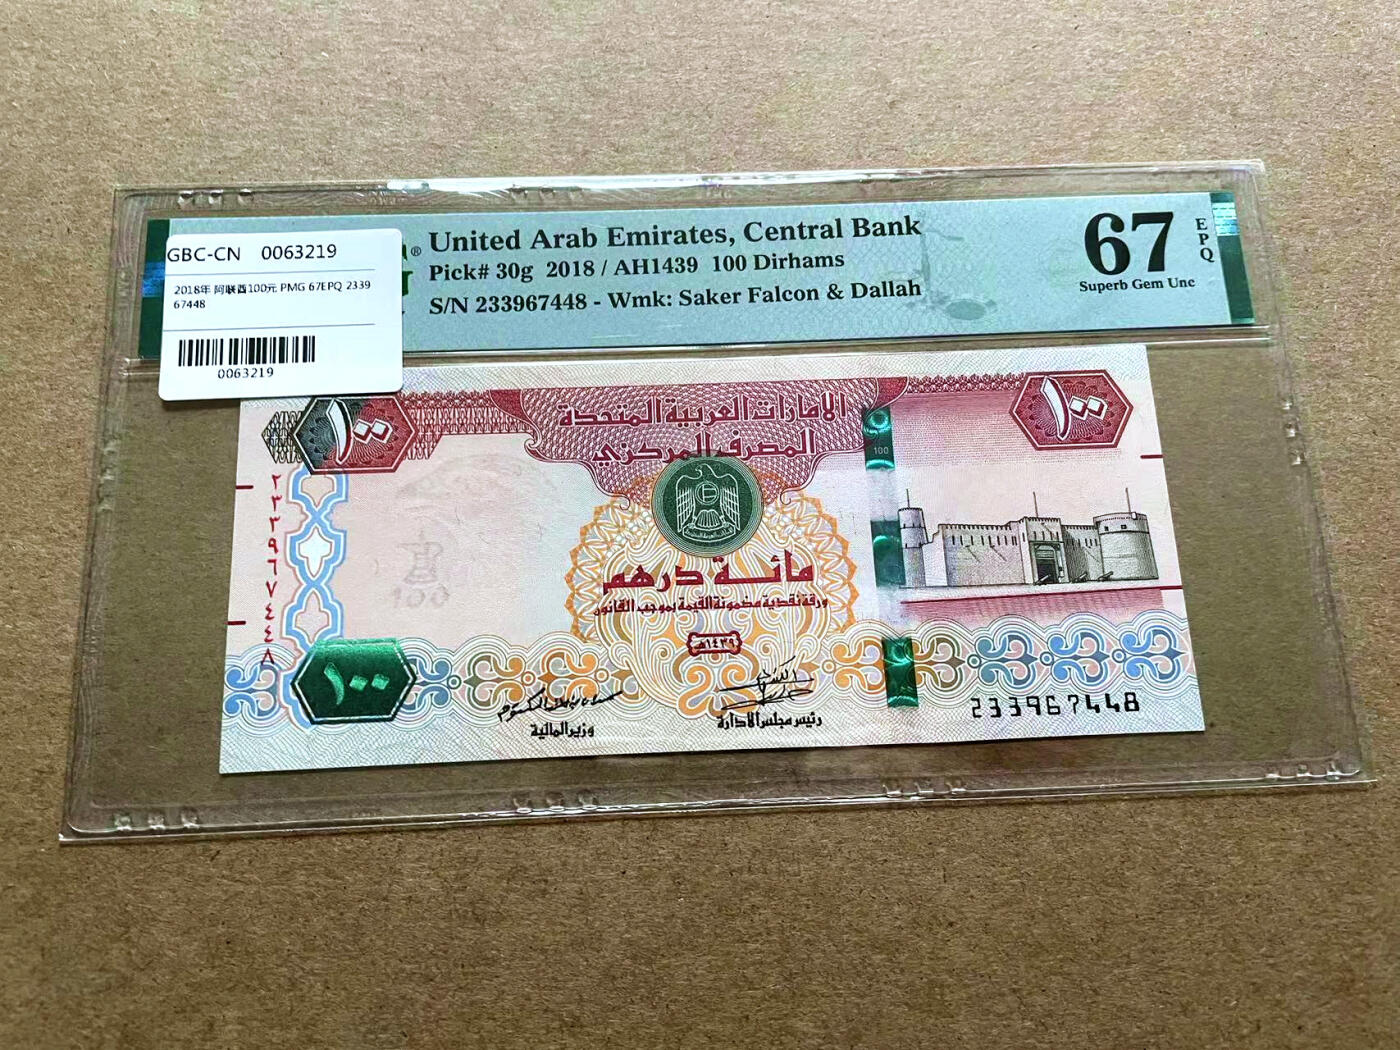 GBC-CN 0063219
2018年 阿联酋100元 PMG 67EPQ 2339
67448
0063219
®
United Arab Emirates, Central Bank
Pick# 30g 2018 / AH1439 100 Dirhams
S/N 233967448 - Wmk: Saker Falcon & Dallah
67
EPQ
Superb Gem Unc
الإمارات العربية المتحدة
المصرف المركزي
١٠٠
١٠٠
100
٢٣٣٩٦٧٤٤٨
100
مائة درهم
ورقة نقدية مضمونة القيمة بموجب القانون
١٤٣٩هـ
١٠٠
وزير المالية
رئيس مجلس الإدارة
233967448